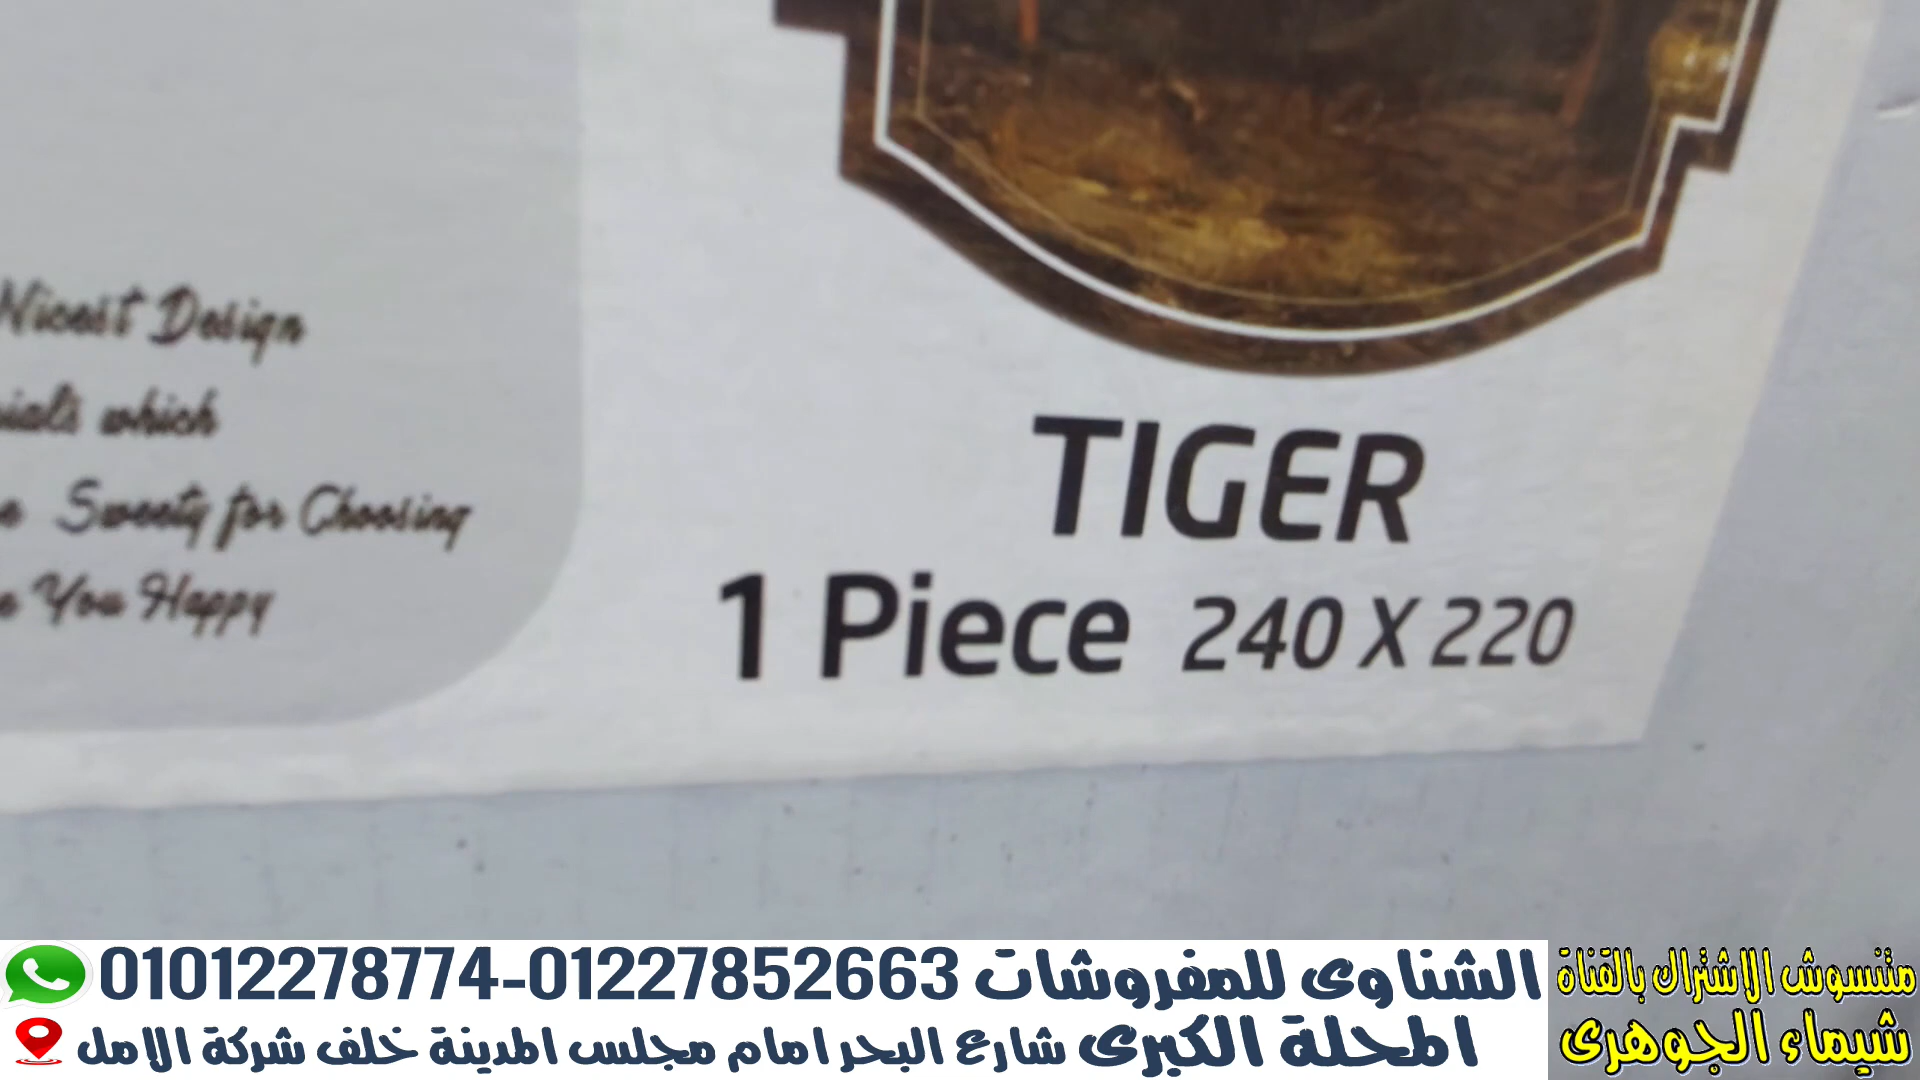 Nicest Design
which
Sweety for Choosing
You Happy
TIGER
1 Piece 240 X 220
الشناوى للمفروشات 01227852663-01012278774
المحلة الكبرى شارع البحر امام مجلس المدينة خلف شركة الامل
متنسوش الاشتراك بالقناة
شيماء الجوهرى